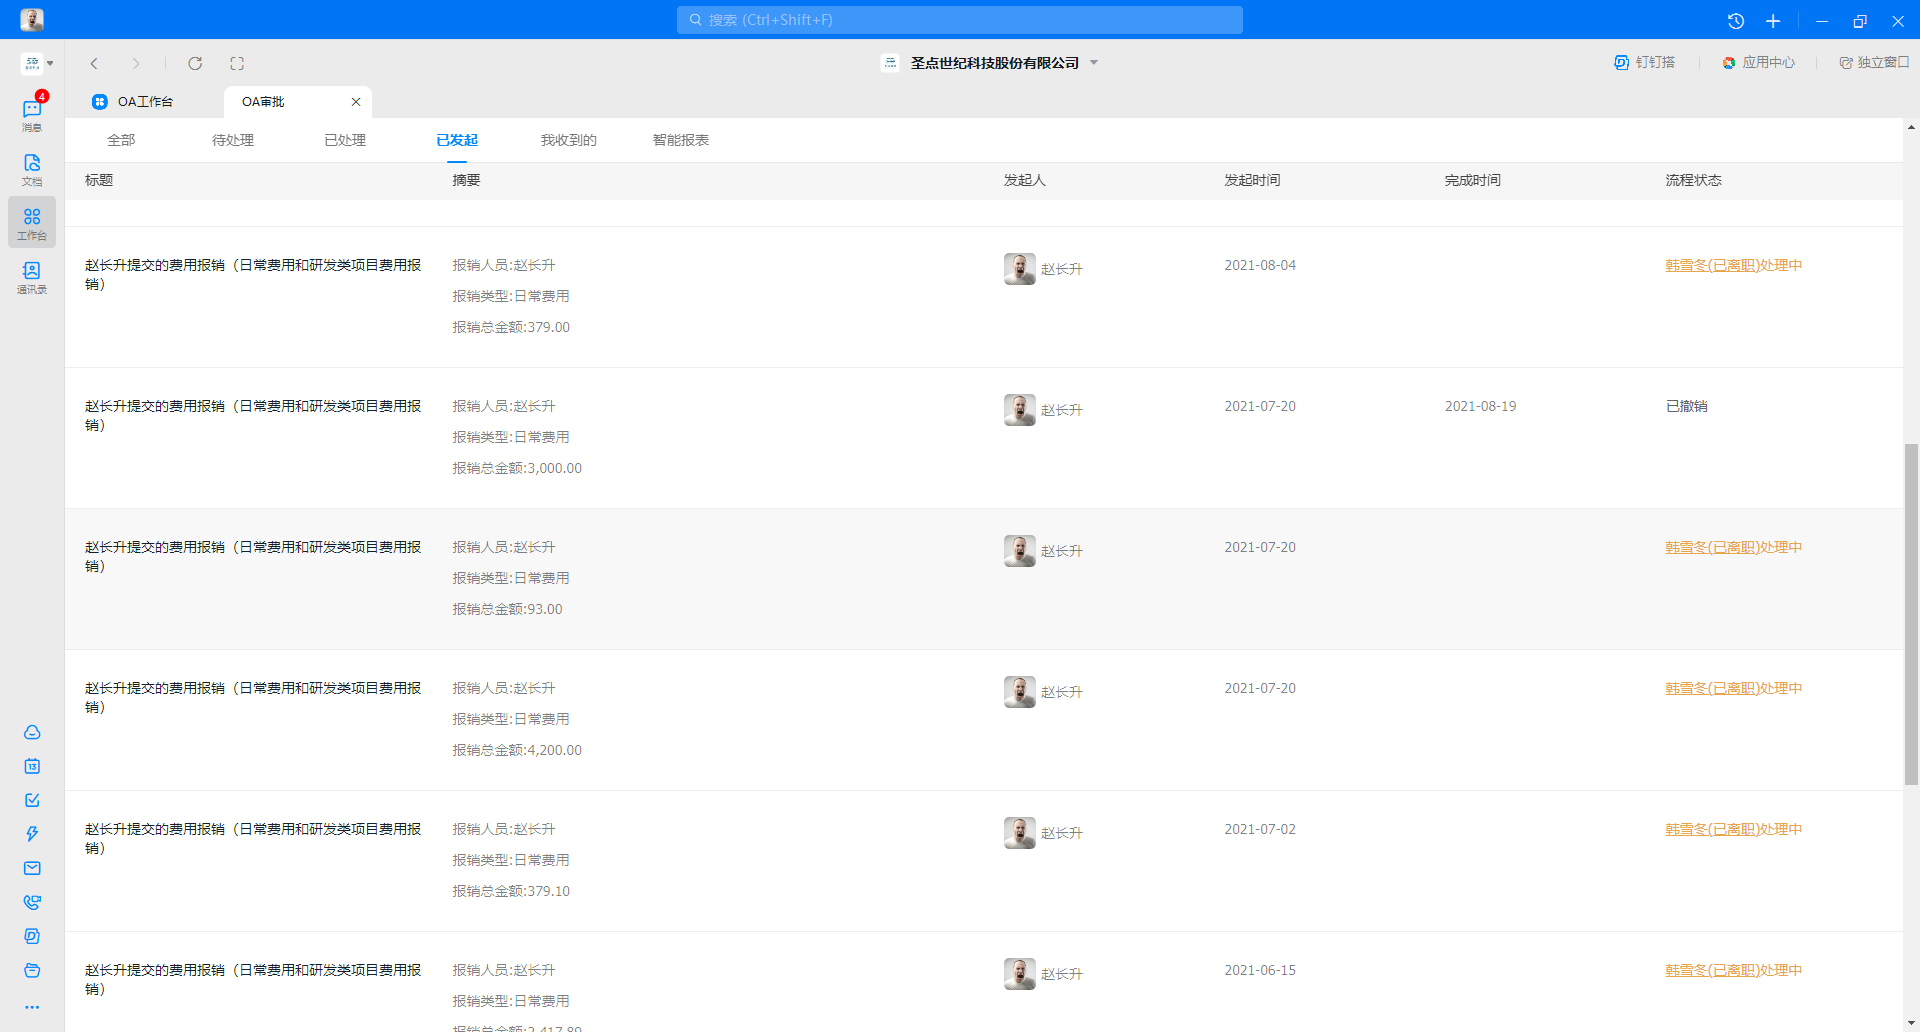 搜索 (Ctrl+Shift+F)
圣点世纪科技股份有限公司
钉钉搭
应用中心
独立窗口
OA工作台
OA审批
4
消息
文档
工作台
通讯录
13
全部
待处理
已处理
已发起
我收到的
智能报表
标题
摘要
发起人
发起时间
完成时间
流程状态
赵长升提交的费用报销（日常费用和研发类项目费用报
销）
报销人员:赵长升
报销类型:日常费用
报销总金额:379.00
赵长升
2021-08-04
韩雪冬(已离职)处理中
赵长升提交的费用报销（日常费用和研发类项目费用报
销）
报销人员:赵长升
报销类型:日常费用
报销总金额:3,000.00
赵长升
2021-07-20
2021-08-19
已撤销
赵长升提交的费用报销（日常费用和研发类项目费用报
销）
报销人员:赵长升
报销类型:日常费用
报销总金额:93.00
赵长升
2021-07-20
韩雪冬(已离职)处理中
赵长升提交的费用报销（日常费用和研发类项目费用报
销）
报销人员:赵长升
报销类型:日常费用
报销总金额:4,200.00
赵长升
2021-07-20
韩雪冬(已离职)处理中
赵长升提交的费用报销（日常费用和研发类项目费用报
销）
报销人员:赵长升
报销类型:日常费用
报销总金额:379.10
赵长升
2021-07-02
韩雪冬(已离职)处理中
赵长升提交的费用报销（日常费用和研发类项目费用报
销）
报销人员:赵长升
报销类型:日常费用
报销总金额:2,417.89
赵长升
2021-06-15
韩雪冬(已离职)处理中